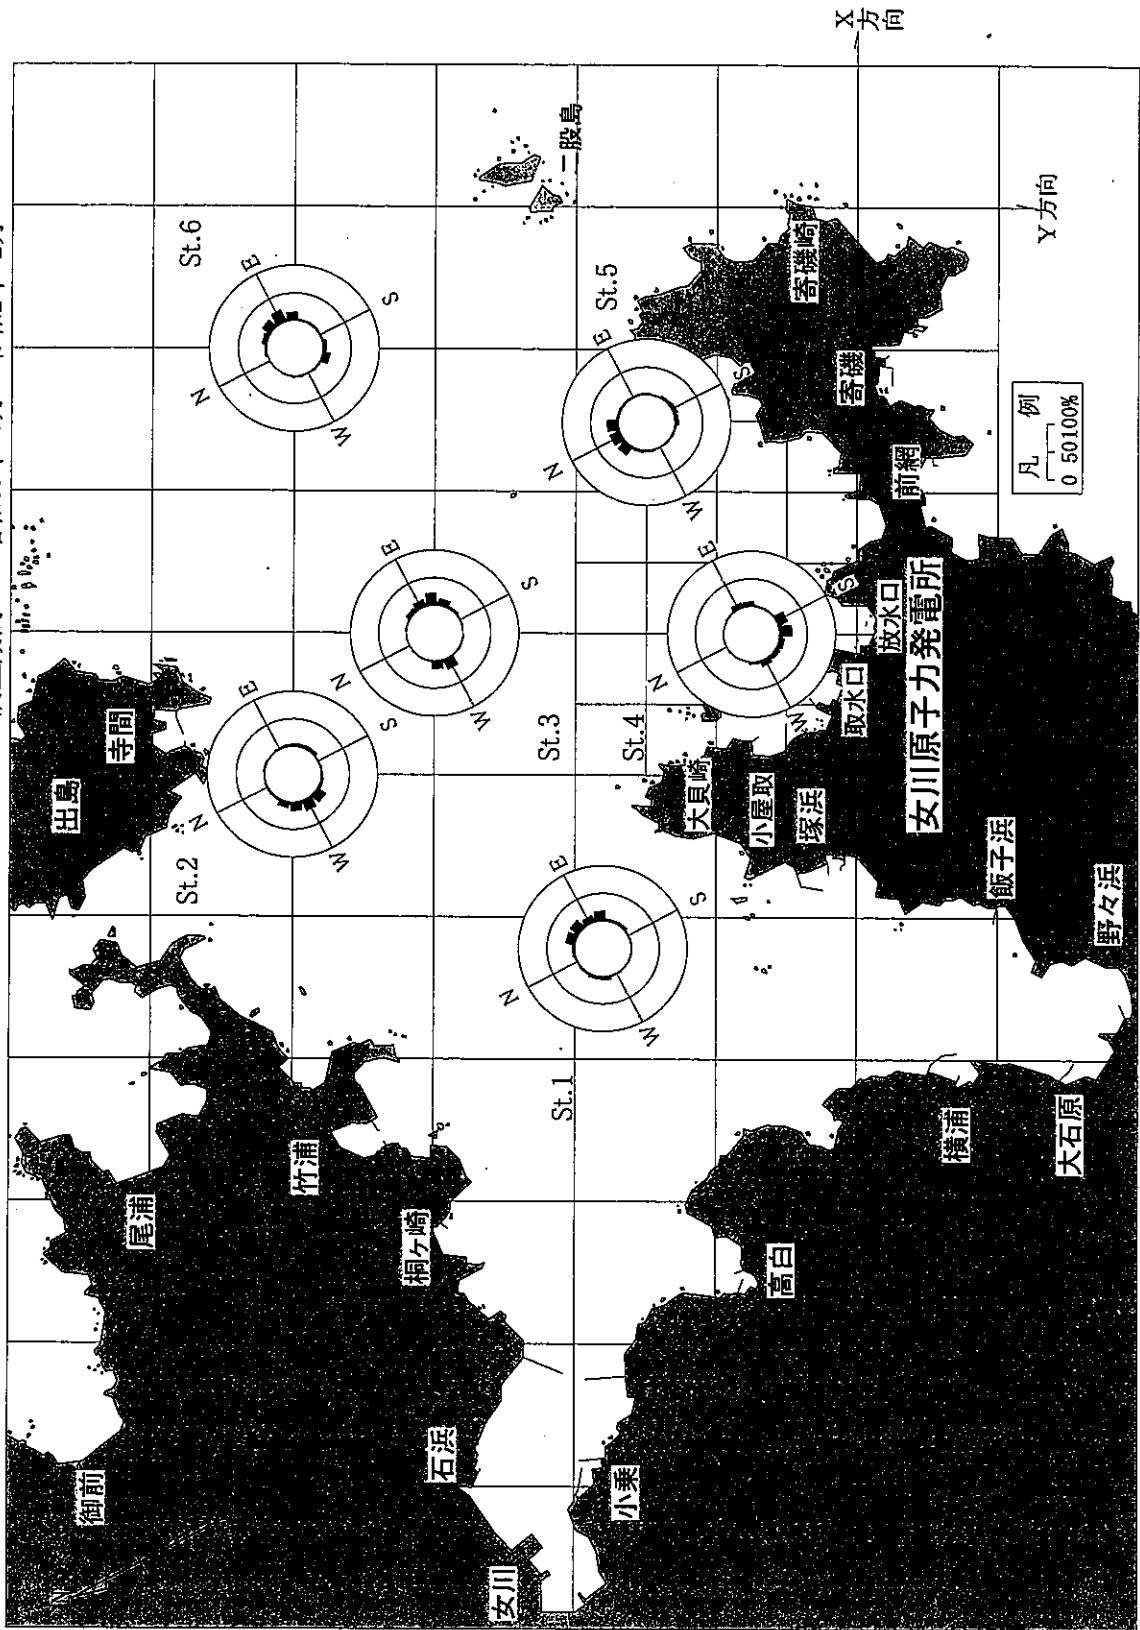 X
方向
二股島
Y方向
St.6
N
E
S
W
St.5
N
E
S
W
寄磯崎
寄磯
前網
凡 例
0 50100%
St.3
N
E
S
W
St.4
N
E
S
W
放水口
取水口
女川原子力発電所
出島
寺間
St.2
N
E
S
W
大貝崎
小屋取
塚浜
飯子浜
野々浜
St.1
N
E
S
W
尾浦
竹浦
桐ヶ崎
横浦
大石原
高白
御前
石浜
小乗
女川